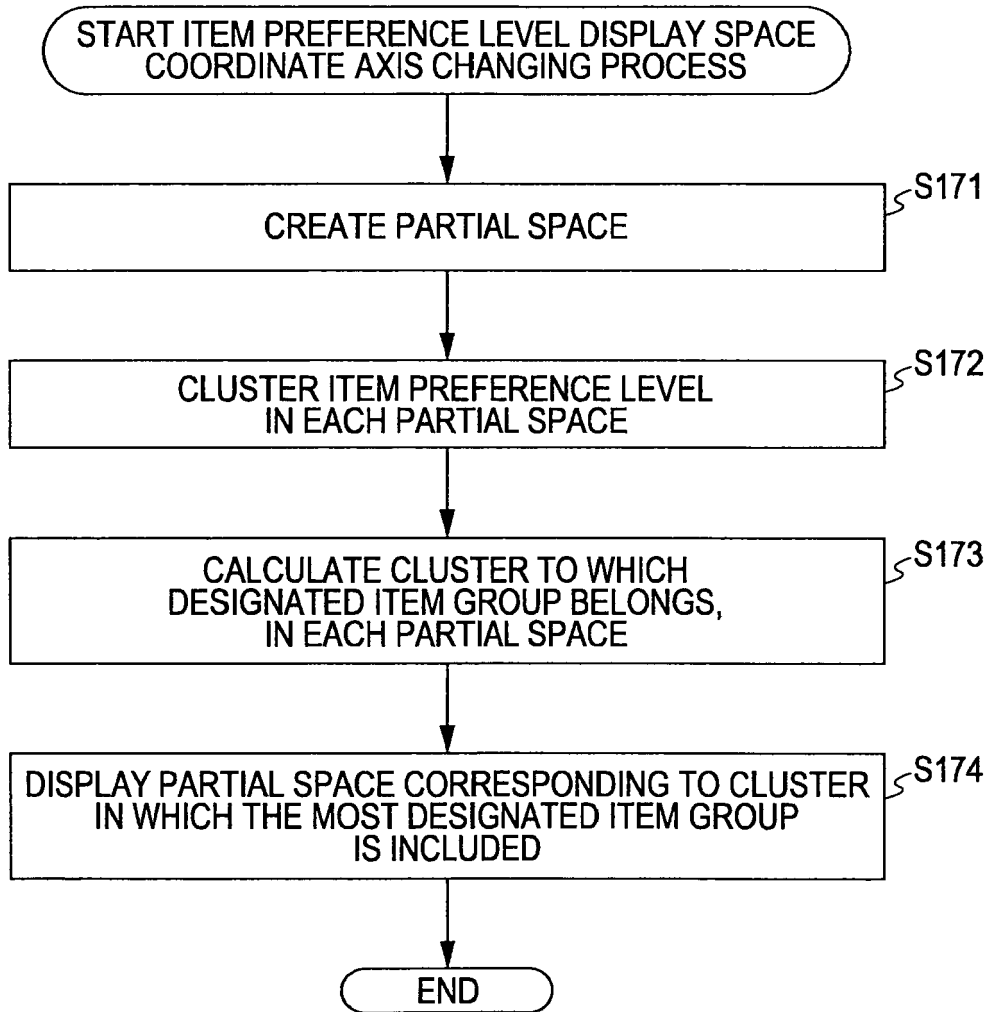 START ITEM PREFERENCE LEVEL DISPLAY SPACE
COORDINATE AXIS CHANGING PROCESS
S171
CREATE PARTIAL SPACE
S172
CLUSTER ITEM PREFERENCE LEVEL
IN EACH PARTIAL SPACE
S173
CALCULATE CLUSTER TO WHICH
DESIGNATED ITEM GROUP BELONGS,
IN EACH PARTIAL SPACE
S174
DISPLAY PARTIAL SPACE CORRESPONDING TO CLUSTER
IN WHICH THE MOST DESIGNATED ITEM GROUP
IS INCLUDED
END